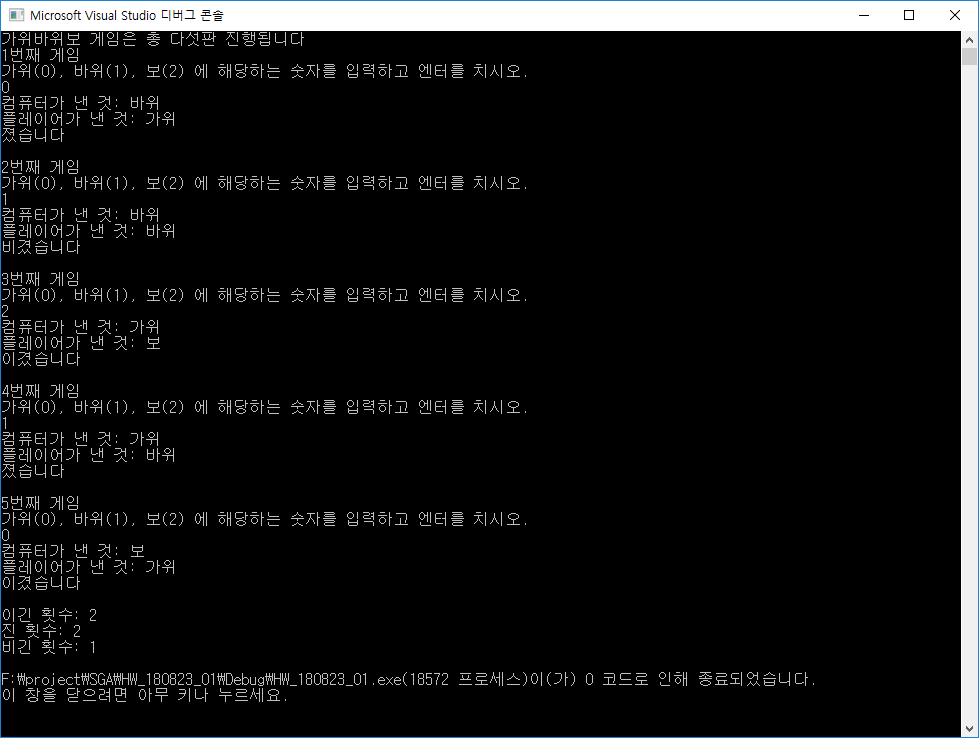 Microsoft Visual Studio 디버그 콘솔
가위바위보 게임은 총 다섯판 진행됩니다
1번째 게임
가위(0), 바위(1), 보(2) 에 해당하는 숫자를 입력하고 엔터를 치시오.
0
컴퓨터가 낸 것: 바위
플레이어가 낸 것: 가위
졌습니다
2번째 게임
가위(0), 바위(1), 보(2) 에 해당하는 숫자를 입력하고 엔터를 치시오.
1
컴퓨터가 낸 것: 바위
플레이어가 낸 것: 바위
비겼습니다
3번째 게임
가위(0), 바위(1), 보(2) 에 해당하는 숫자를 입력하고 엔터를 치시오.
2
컴퓨터가 낸 것: 가위
플레이어가 낸 것: 보
이겼습니다
4번째 게임
가위(0), 바위(1), 보(2) 에 해당하는 숫자를 입력하고 엔터를 치시오.
1
컴퓨터가 낸 것: 가위
플레이어가 낸 것: 바위
졌습니다
5번째 게임
가위(0), 바위(1), 보(2) 에 해당하는 숫자를 입력하고 엔터를 치시오.
0
컴퓨터가 낸 것: 보
플레이어가 낸 것: 가위
이겼습니다
이긴 횟수: 2
진 횟수: 2
비긴 횟수: 1
F:₩project₩SGA₩HW_180823_01₩Debug₩HW_180823_01.exe(18572 프로세스)이(가) 0 코드로 인해 종료되었습니다.
이 창을 닫으려면 아무 키나 누르세요.